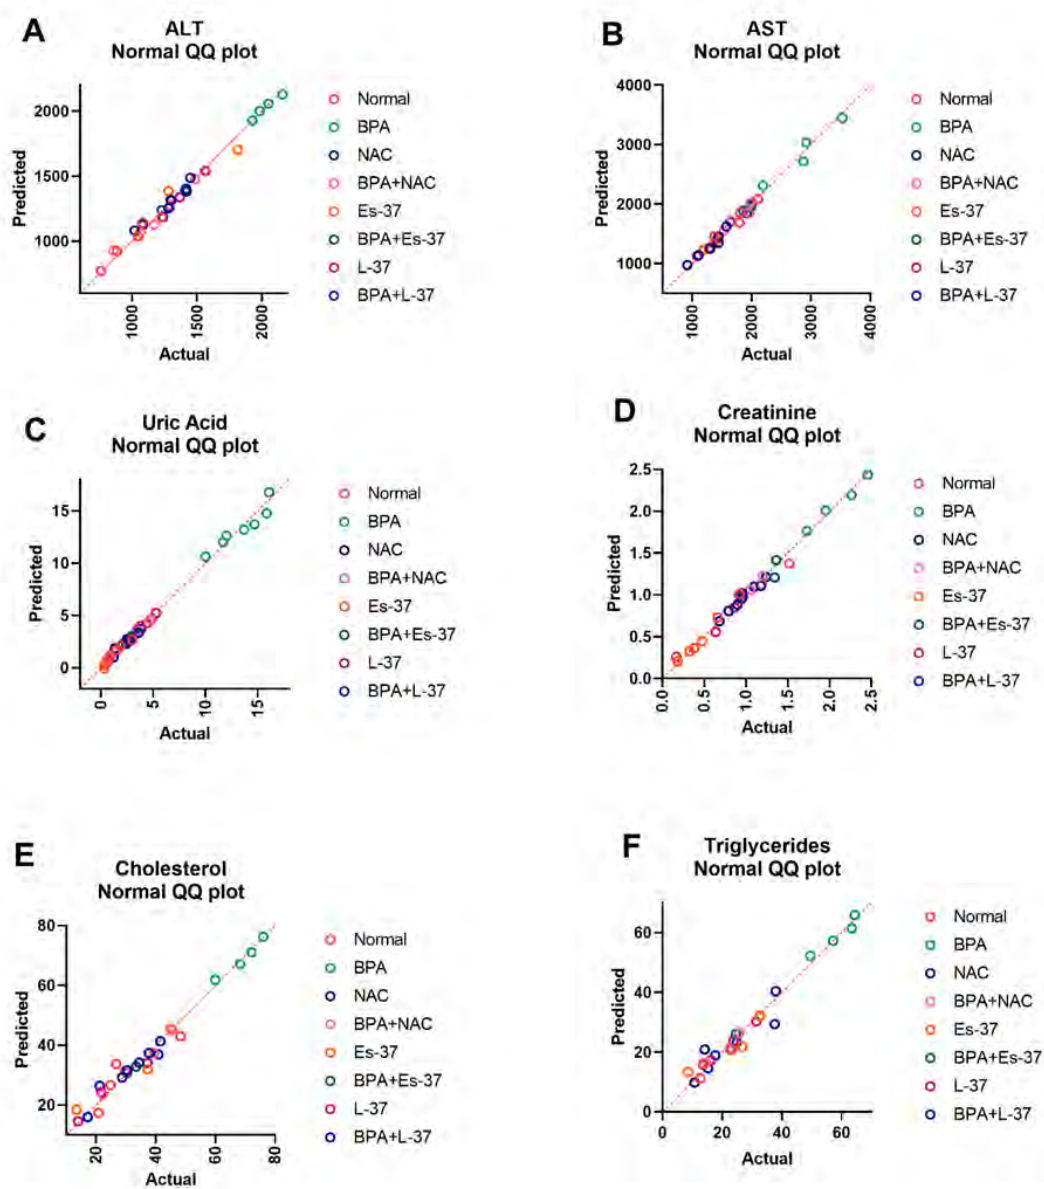 A
ALT
Normal QQ plot
2000
1500
1000
Predicted
1000
1500
2000
Actual
Normal
BPA
NAC
BPA+NAC
Es-37
BPA+Es-37
L-37
BPA+L-37
B
AST
Normal QQ plot
4000
3000
2000
1000
Predicted
1000
2000
3000
4000
Actual
Normal
BPA
NAC
BPA+NAC
Es-37
BPA+Es-37
L-37
BPA+L-37
C
Uric Acid
Normal QQ plot
15
10
5
0
Predicted
0
5
10
15
Actual
Normal
BPA
NAC
BPA+NAC
Es-37
BPA+Es-37
L-37
BPA+L-37
D
Creatinine
Normal QQ plot
2.5
2.0
1.5
1.0
0.5
0.0
Predicted
0.0
0.5
1.0
1.5
2.0
2.5
Actual
Normal
BPA
NAC
BPA+NAC
Es-37
BPA+Es-37
L-37
BPA+L-37
E
Cholesterol
Normal QQ plot
80
60
40
20
Predicted
20
40
60
80
Actual
Normal
BPA
NAC
BPA+NAC
Es-37
BPA+Es-37
L-37
BPA+L-37
F
Triglycerides
Normal QQ plot
60
40
20
0
Predicted
0
20
40
60
Actual
Normal
BPA
NAC
BPA+NAC
Es-37
BPA+Es-37
L-37
BPA+L-37